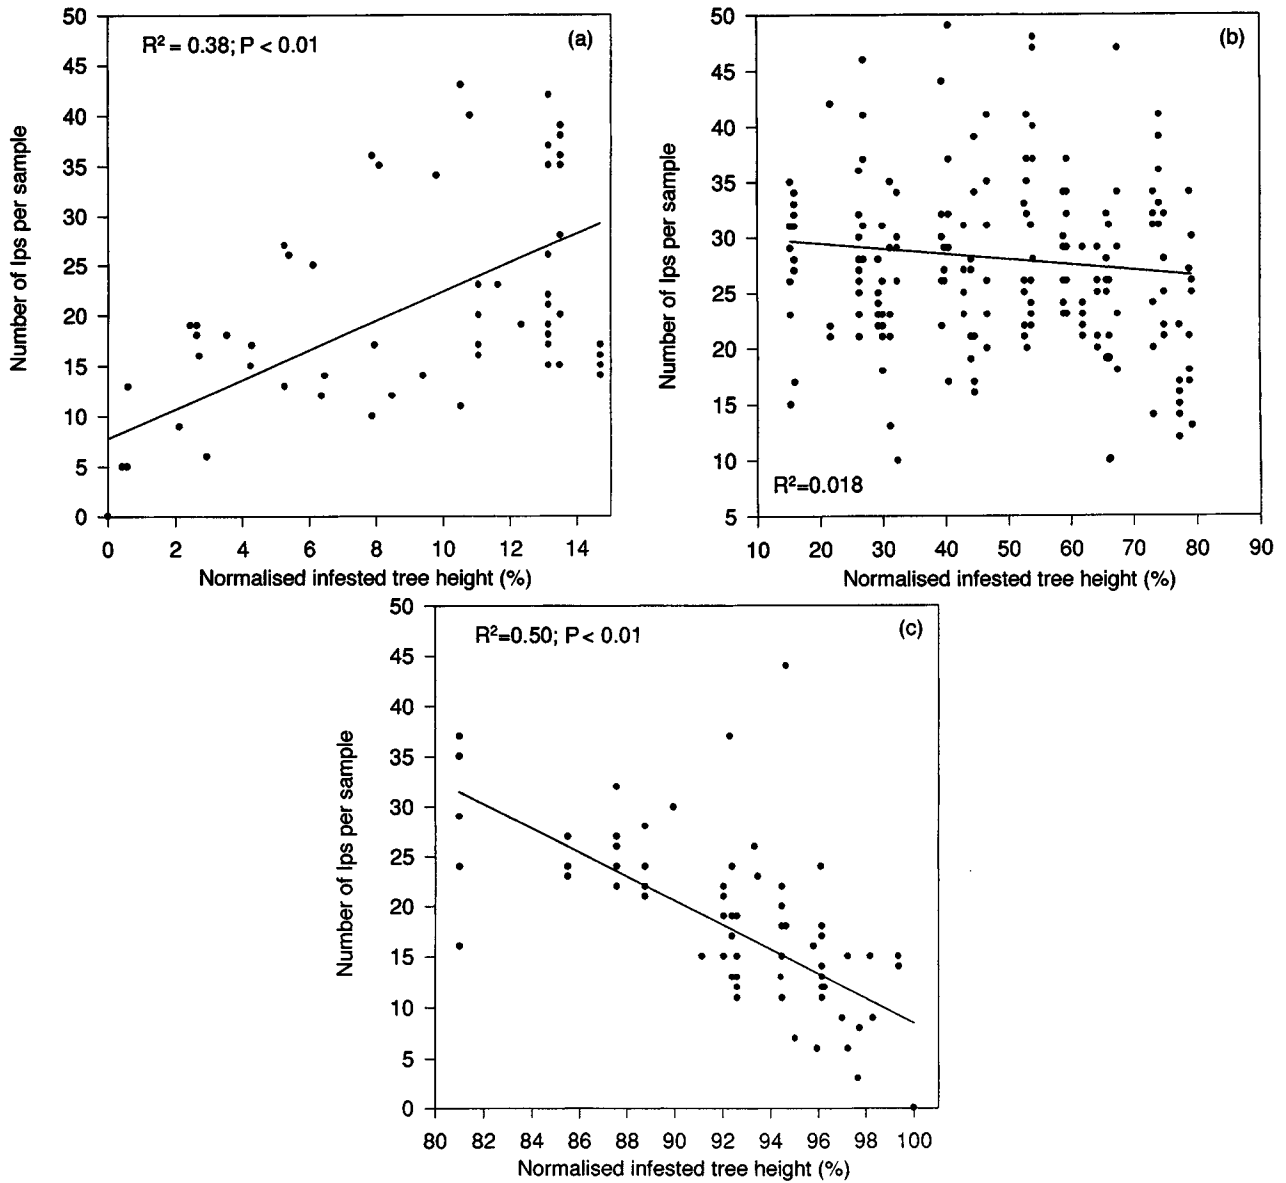 50
45
40
35
30
25
20
15
10
5
0
Number of Ips per sample
R² = 0.38; P < 0.01
(a)
0 2 4 6 8 10 12 14
Normalised infested tree height (%)
50
45
40
35
30
25
20
15
10
5
Number of Ips per sample
(b)
R²=0.018
10 20 30 40 50 60 70 80 90
Normalised infested tree height (%)
50
45
40
35
30
25
20
15
10
5
0
Number of Ips per sample
R²=0.50; P < 0.01
(c)
80 82 84 86 88 90 92 94 96 98 100
Normalised infested tree height (%)